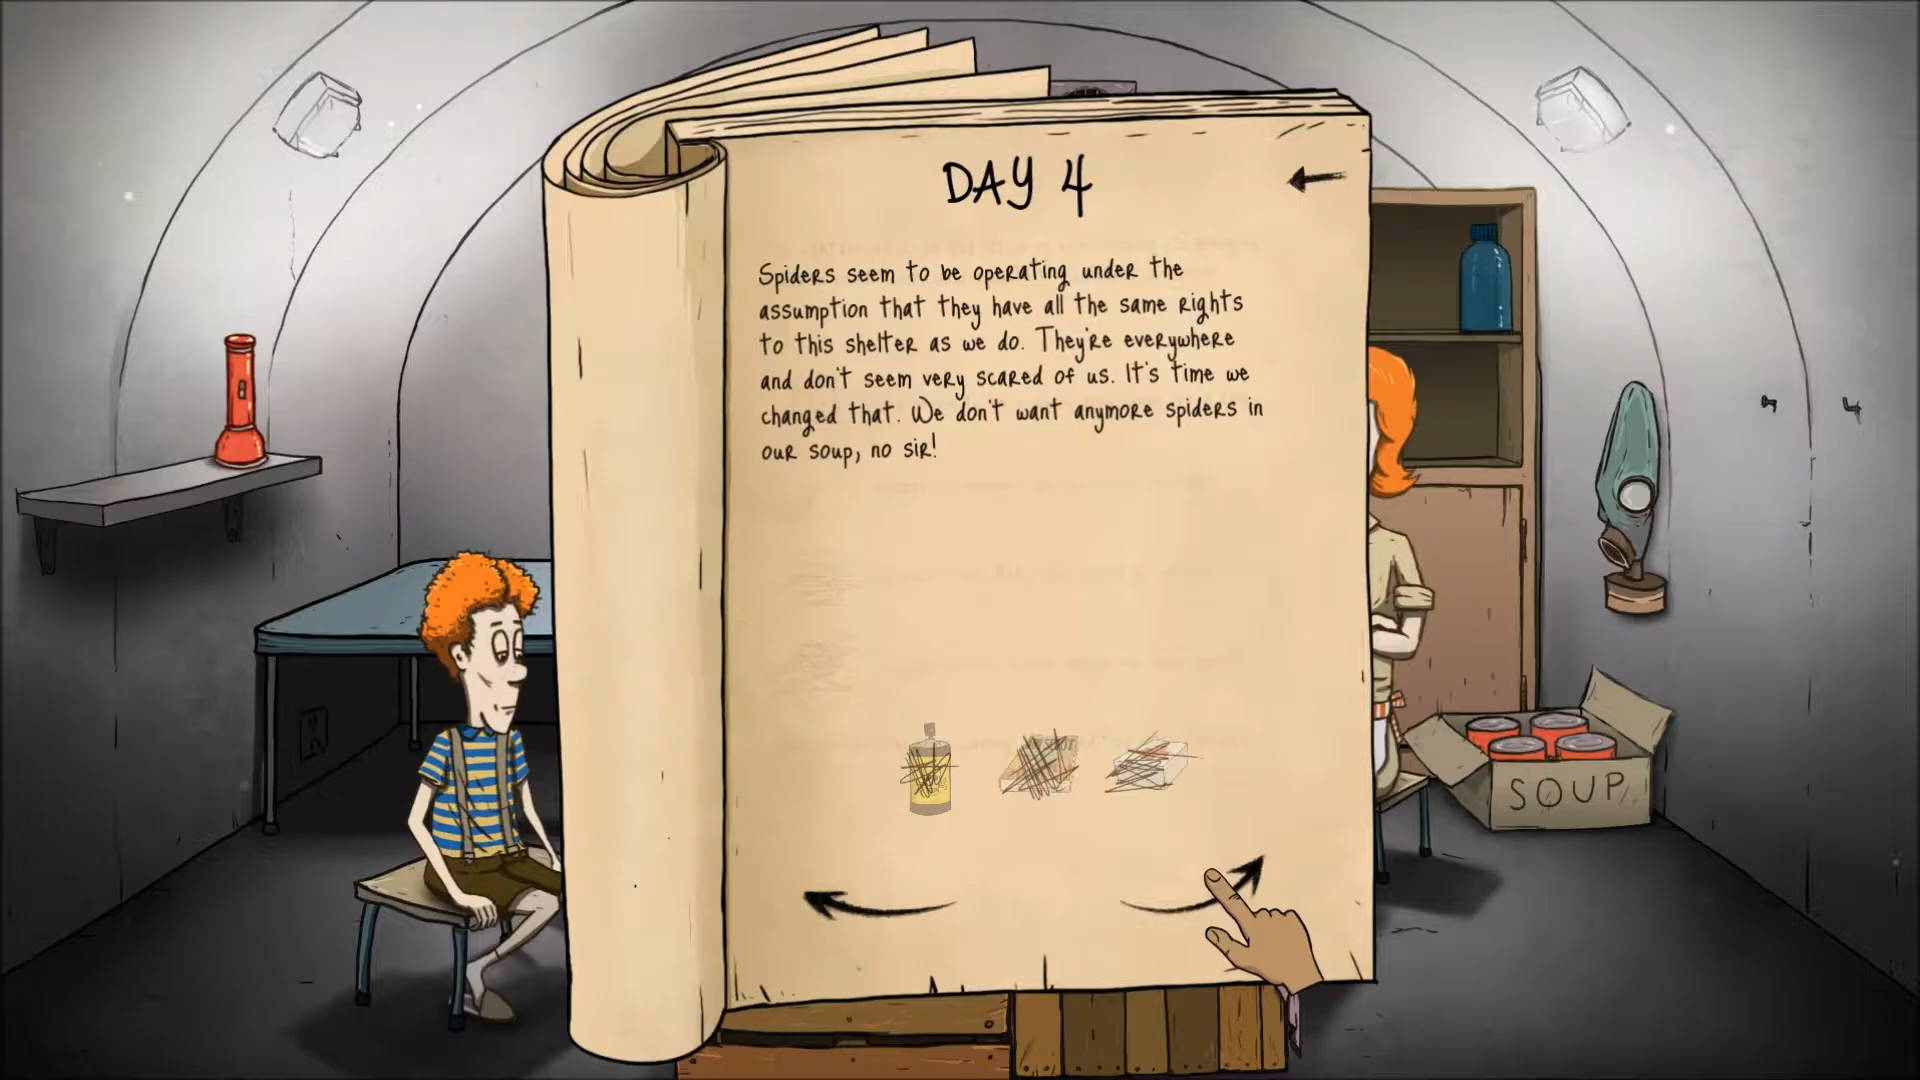 DAY 4
Spiders seem to be operating under the
assumption that they have all the same rights
to this shelter as we do. They're everywhere
and don't seem very scared of us. It's time we
changed that. We don't want anymore spiders in
our soup, no sir!
SOUP